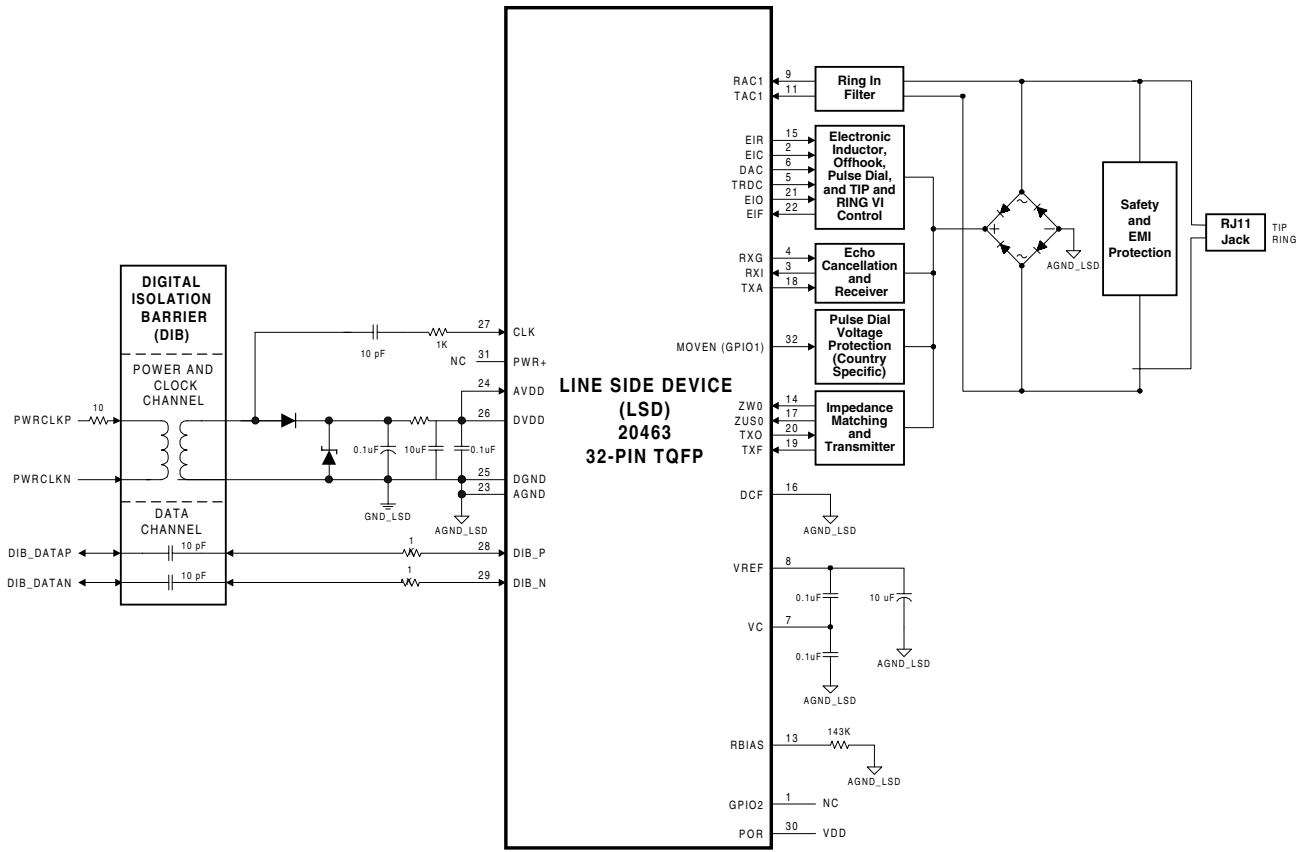 DIGITAL
ISOLATION
BARRIER
(DIB)
POWER AND
CLOCK
CHANNEL
DATA
CHANNEL
PWRCLKP
10
PWRCLKN
DIB_DATAP
10 pF
DIB_DATAN
10 pF
10 pF
1K
0.1uF
10uF
0.1uF
GND_LSD
AGND_LSD
1
1
27 CLK
NC 31 PWR+
24 AVDD
26 DVDD
25 DGND
23 AGND
28 DIB_P
29 DIB_N
LINE SIDE DEVICE
(LSD)
20463
32-PIN TQFP
RAC1 9
TAC1 11
Ring In
Filter
EIR 15
EIC 2
DAC 6
TRDC 5
EIO 21
EIF 22
Electronic
Inductor,
Offhook,
Pulse Dial,
and TIP and
RING VI
Control
RXG 4
RXI 3
TXA 18
Echo
Cancellation
and
Receiver
MOVEN (GPIO1) 32
Pulse Dial
Voltage
Protection
(Country
Specific)
ZW0 14
ZUS0 17
TXO 20
TXF 19
Impedance
Matching
and
Transmitter
~
+
–
~
AGND_LSD
Safety
and
EMI
Protection
RJ11
Jack
TIP
RING
DCF 16
AGND_LSD
VREF 8
0.1uF
10 uF
VC 7
0.1uF
AGND_LSD
AGND_LSD
RBIAS 13
143K
AGND_LSD
GPIO2 1 NC
POR 30 VDD